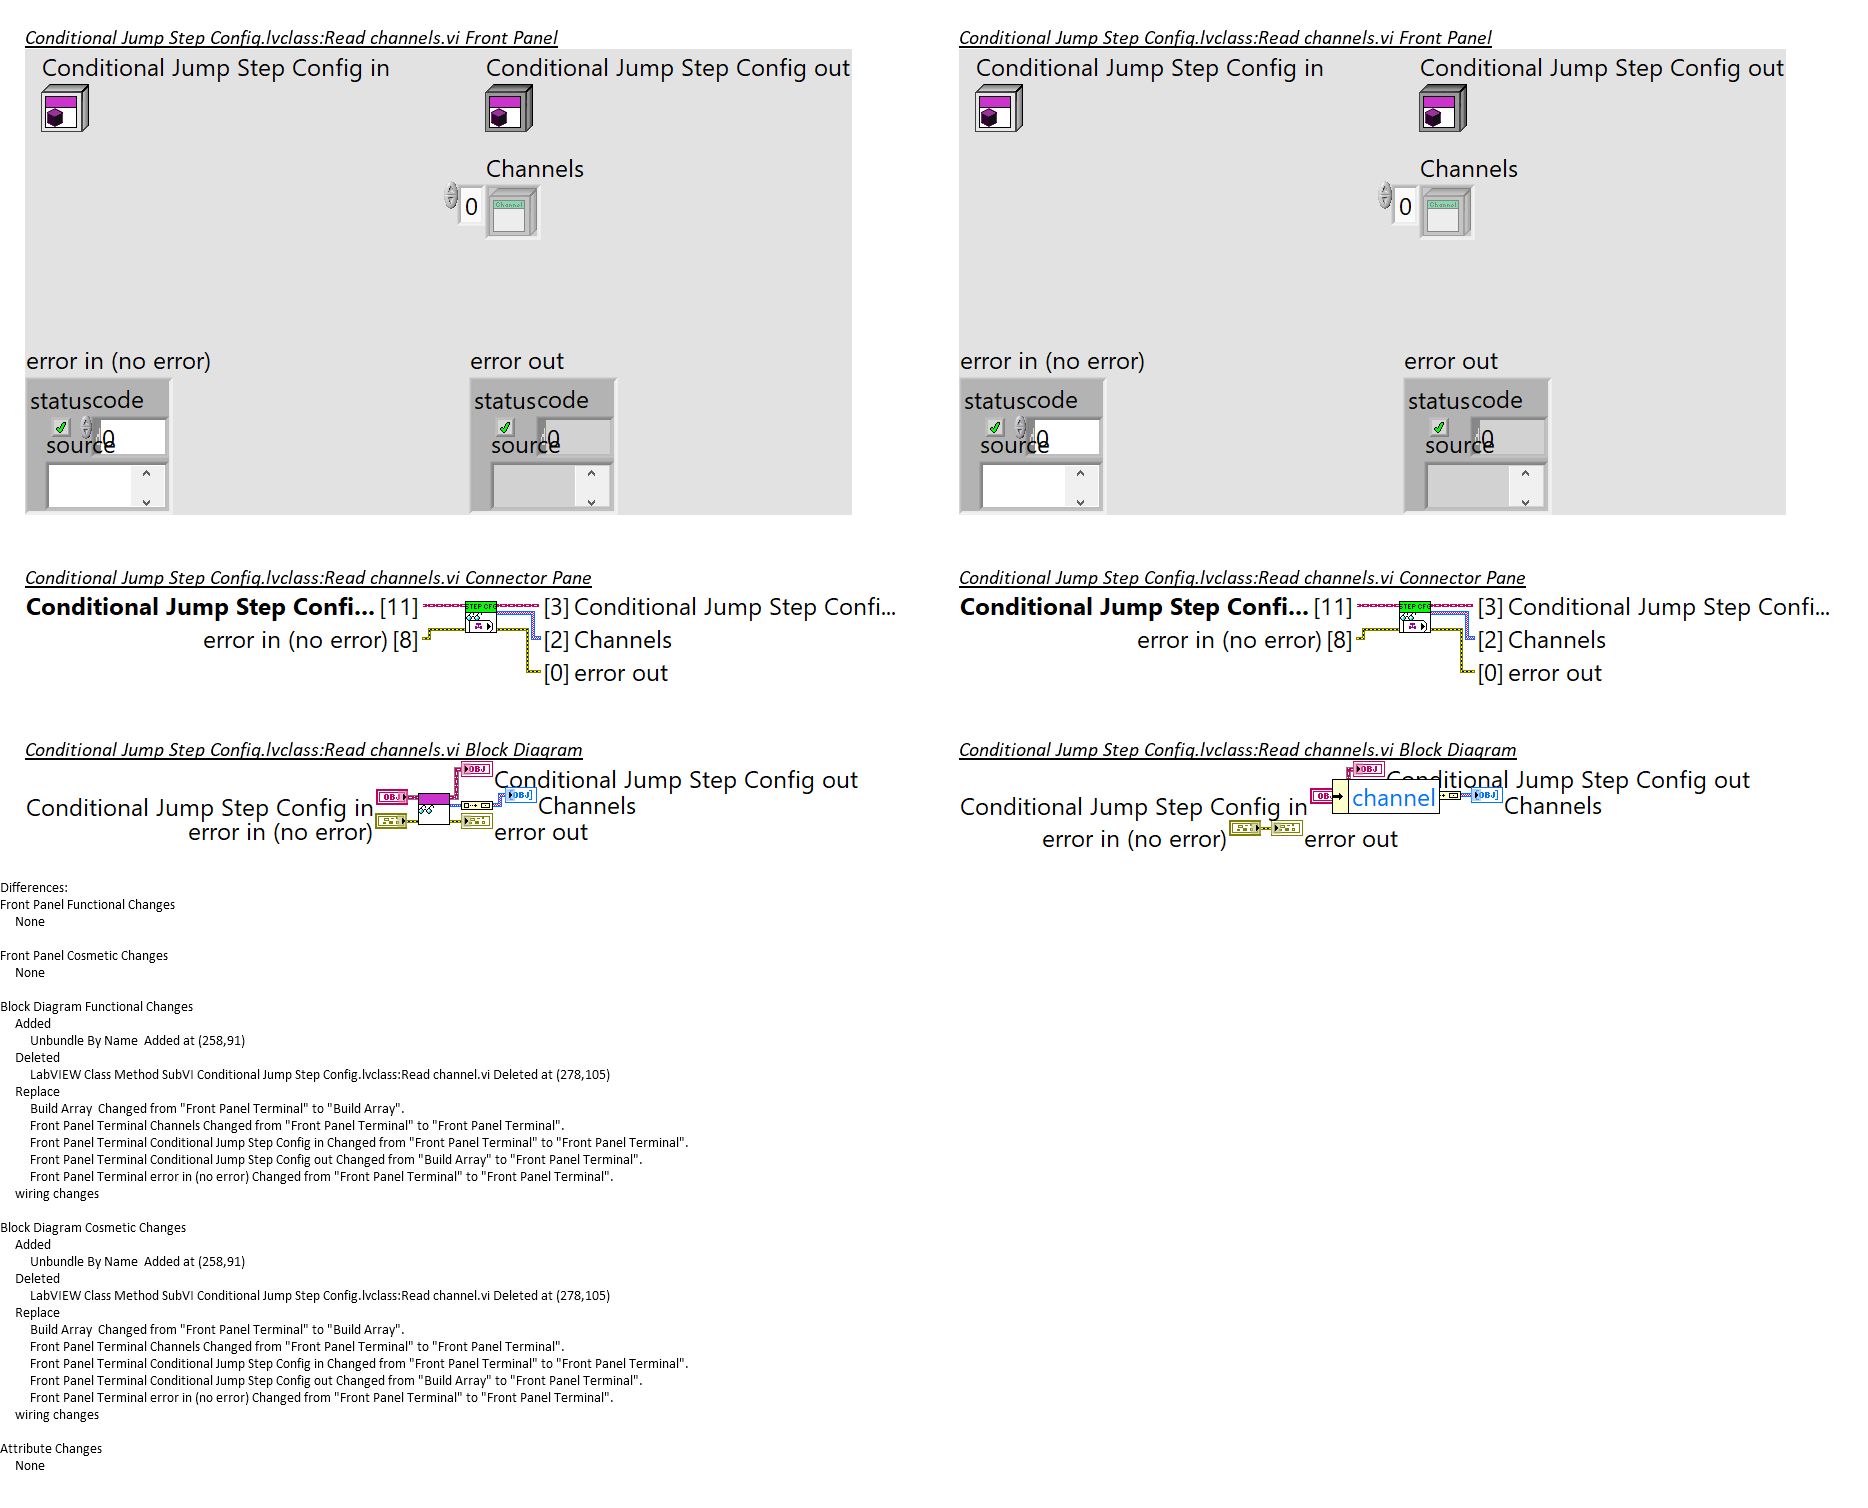 Conditional Jump Step Config.lvclass:Read channels.vi Front Panel
Conditional Jump Step Config in
Conditional Jump Step Config out
Channels
Channel
0
error in (no error)
error out
status code
0
source
status code
0
source
Conditional Jump Step Config.lvclass:Read channels.vi Front Panel
Conditional Jump Step Config in
Conditional Jump Step Config out
Channels
Channel
0
error in (no error)
error out
status code
0
source
status code
0
source
Conditional Jump Step Config.lvclass:Read channels.vi Connector Pane
Conditional Jump Step Confi... [11]
STEP CFG
[3] Conditional Jump Step Confi...
error in (no error) [8]
[2] Channels
[0] error out
Conditional Jump Step Config.lvclass:Read channels.vi Connector Pane
Conditional Jump Step Confi... [11]
STEP CFG
[3] Conditional Jump Step Confi...
error in (no error) [8]
[2] Channels
[0] error out
Conditional Jump Step Config.lvclass:Read channels.vi Block Diagram
OBJ
Conditional Jump Step Config out
Conditional Jump Step Config in
OBJ
OBJ
Channels
error in (no error)
error out
Conditional Jump Step Config.lvclass:Read channels.vi Block Diagram
OBJ
Conditional Jump Step Config out
Conditional Jump Step Config in
OB
channel
OBJ
Channels
error in (no error)
error out
Differences:
Front Panel Functional Changes
None
Front Panel Cosmetic Changes
None
Block Diagram Functional Changes
Added
Unbundle By Name  Added at (258,91)
Deleted
LabVIEW Class Method SubVI Conditional Jump Step Config.lvclass:Read channel.vi Deleted at (278,105)
Replace
Build Array  Changed from "Front Panel Terminal" to "Build Array".
Front Panel Terminal Channels Changed from "Front Panel Terminal" to "Front Panel Terminal".
Front Panel Terminal Conditional Jump Step Config in Changed from "Front Panel Terminal" to "Front Panel Terminal".
Front Panel Terminal Conditional Jump Step Config out Changed from "Build Array" to "Front Panel Terminal".
Front Panel Terminal error in (no error) Changed from "Front Panel Terminal" to "Front Panel Terminal".
wiring changes
Block Diagram Cosmetic Changes
Added
Unbundle By Name  Added at (258,91)
Deleted
LabVIEW Class Method SubVI Conditional Jump Step Config.lvclass:Read channel.vi Deleted at (278,105)
Replace
Build Array  Changed from "Front Panel Terminal" to "Build Array".
Front Panel Terminal Channels Changed from "Front Panel Terminal" to "Front Panel Terminal".
Front Panel Terminal Conditional Jump Step Config in Changed from "Front Panel Terminal" to "Front Panel Terminal".
Front Panel Terminal Conditional Jump Step Config out Changed from "Build Array" to "Front Panel Terminal".
Front Panel Terminal error in (no error) Changed from "Front Panel Terminal" to "Front Panel Terminal".
wiring changes
Attribute Changes
None